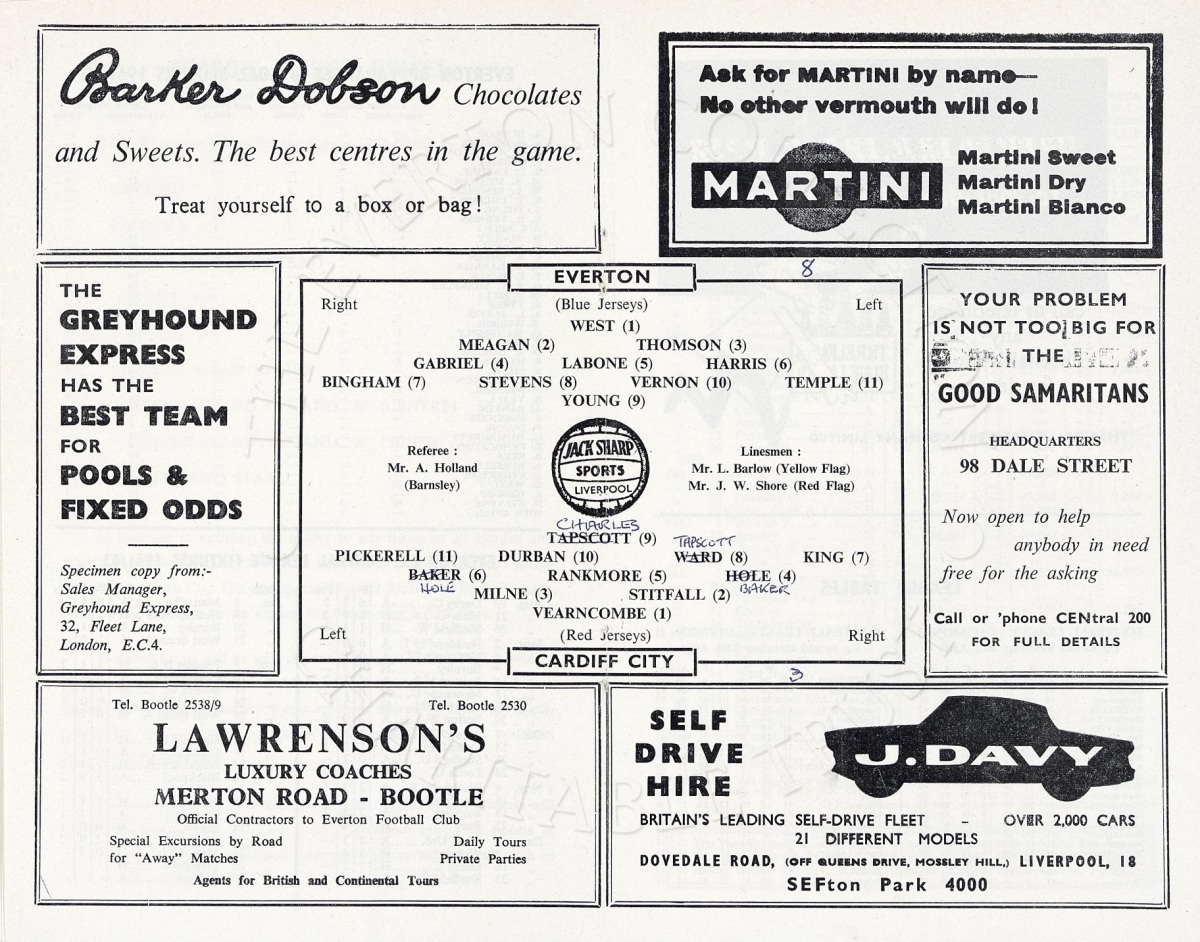 Barker Dobson Chocolates
and Sweets. The best centres in the game.
Treat yourself to a box or bag!
Ask for MARTINI by name—
No other vermouth will do!
MARTINI
Martini Sweet
Martini Dry
Martini Bianco
THE
GREYHOUND
EXPRESS
HAS THE
BEST TEAM
FOR
POOLS &
FIXED ODDS
Specimen copy from:-
Sales Manager,
Greyhound Express,
32, Fleet Lane,
London, E.C.4.
EVERTON
8
Right (Blue Jerseys) Left
WEST (1)
MEAGAN (2) THOMSON (3)
GABRIEL (4) LABONE (5) HARRIS (6)
BINGHAM (7) STEVENS (8) VERNON (10) TEMPLE (11)
YOUNG (9)
Referee :
Mr. A. Holland
(Barnsley)
JACK SHARP
SPORTS
LIVERPOOL
Linesmen :
Mr. L. Barlow (Yellow Flag)
Mr. J. W. Shore (Red Flag)
CHARLES
TAPSCOTT (9)
TAPSCOTT
PICKERELL (11) DURBAN (10) WARD (8) KING (7)
BAKER (6) RANKMORE (5) HOLE (4)
HOLE BAKER
MILNE (3) STITFALL (2)
VEARNCOMBE (1)
Left (Red Jerseys) Right
CARDIFF CITY
3
YOUR PROBLEM
IS NOT TOO BIG FOR
THE
GOOD SAMARITANS
HEADQUARTERS
98 DALE STREET
Now open to help
anybody in need
free for the asking
Call or 'phone CENtral 200
FOR FULL DETAILS
Tel. Bootle 2538/9 Tel. Bootle 2530
LAWRENSON'S
LUXURY COACHES
MERTON ROAD - BOOTLE
Official Contractors to Everton Football Club
Special Excursions by Road Daily Tours
for "Away" Matches Private Parties
Agents for British and Continental Tours
SELF
DRIVE
HIRE
J. DAVY
BRITAIN'S LEADING SELF-DRIVE FLEET – OVER 2,000 CARS
21 DIFFERENT MODELS
DOVEDALE ROAD, (OFF QUEENS DRIVE, MOSSLEY HILL,) LIVERPOOL, 18
SEFton Park 4000